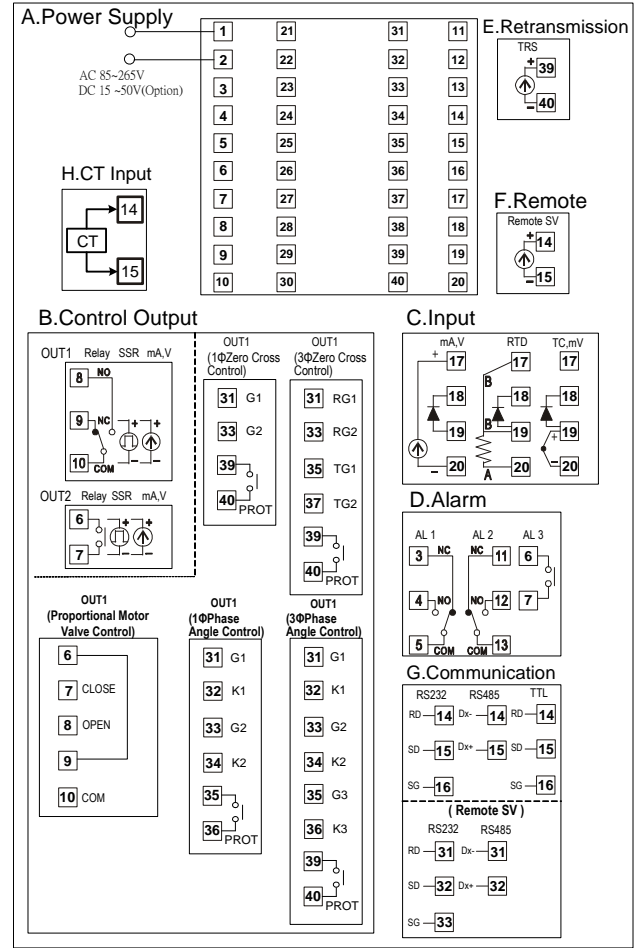 A.Power Supply
AC 85~265V
DC 15 ~50V(Option)
1 21 31 11
2 22 32 12
3 23 33 13
4 24 34 14
5 25 35 15
6 26 36 16
7 27 37 17
8 28 38 18
9 29 39 19
10 30 40 20
E.Retransmission
TRS
+ 39
− 40
H.CT Input
CT
14
15
F.Remote
Remote SV
+ 14
− 15
B.Control Output
OUT1 Relay SSR mA,V
8 NO
9 NC + +
10 COM − −
OUT2 Relay SSR mA,V
6 + +
7 − −
OUT1
(1ΦZero Cross
Control)
31 G1
33 G2
39
40 PROT
OUT1
(3ΦZero Cross
Control)
31 RG1
33 RG2
35 TG1
37 TG2
39
40 PROT
OUT1
(Proportional Motor
Valve Control)
6
7 CLOSE
8 OPEN
9
10 COM
OUT1
(1ΦPhase
Angle Control)
31 G1
32 K1
33 G2
34 K2
35
36 PROT
OUT1
(3ΦPhase
Angle Control)
31 G1
32 K1
33 G2
34 K2
35 G3
36 K3
39
40 PROT
C.Input
mA,V RTD TC,mV
+ 17 17 17
B
18 18 18
B
19 19 + 19
− 20 A 20 − 20
D.Alarm
AL 1 AL 2 AL 3
3 NC NC 11 6
4 NO NO 12 7
5 COM COM 13
G.Communication
RS232 RS485 TTL
RD 14 Dx- 14 RD 14
SD 15 Dx+ 15 SD 15
SG 16 SG 16
( Remote SV )
RS232 RS485
RD 31 Dx- 31
SD 32 Dx+ 32
SG 33